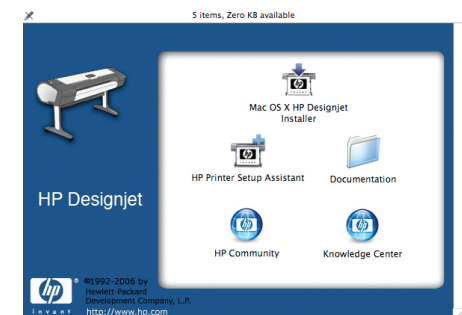 5 items, Zero KB available
Mac OS X HP Designjet
Installer
HP Printer Setup Assistant
Documentation
HP Designjet
HP Community
Knowledge Center
hp
®
invent
©1992-2006 by
Hewlett-Packard
Development Company, L.P.
http://www.hp.com